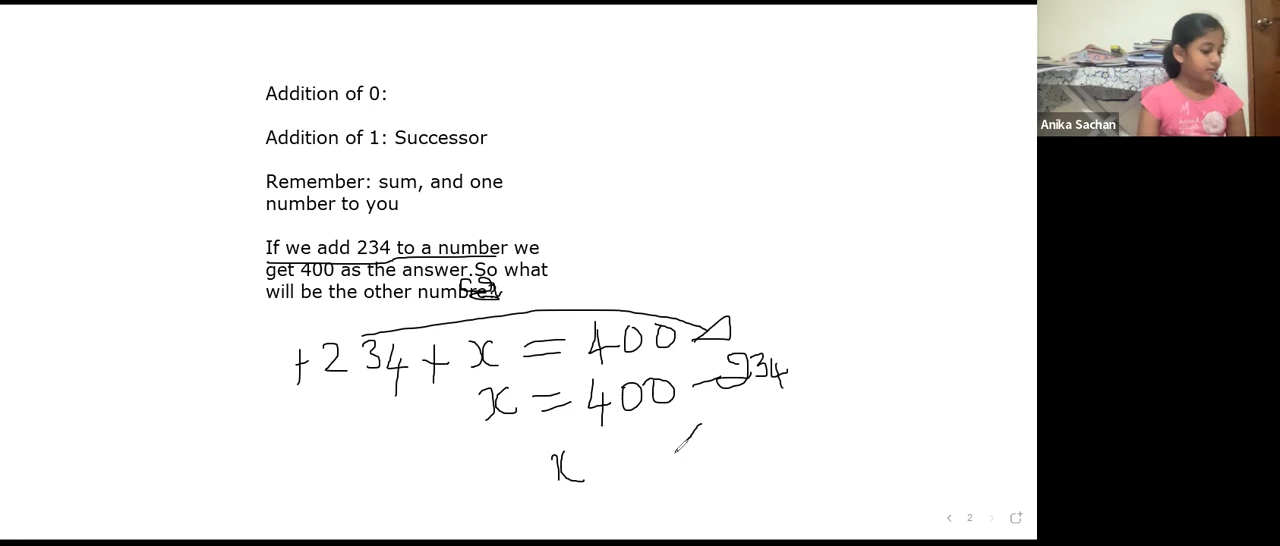 Addition of 0:
Addition of 1: Successor
Remember: sum, and one
number to you
If we add 234 to a number we
get 400 as the answer.So what
will be the other numbre?
+234 + x = 400
x = 400 - 234
x
Anika Sachan
2